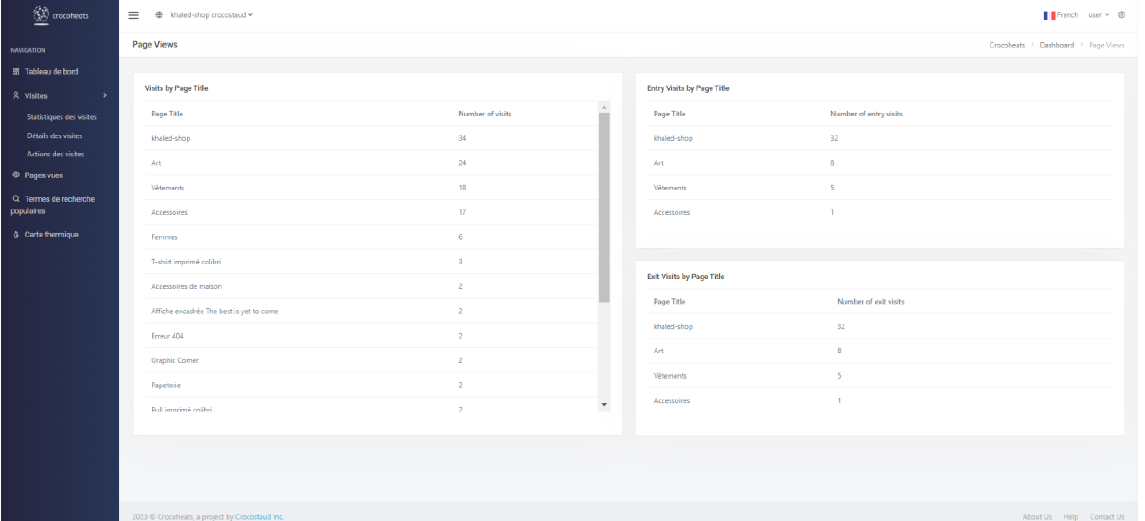 crocoheats
khaled-shop crocostaud
French user
NAVIGATION
Tableau de bord
Visites
Statistiques des visites
Détails des visites
Actions des visites
Pages vues
Termes de recherche
populaires
Carte thermique
Page Views
Crocoheats > Dashboard > Page Views
Visits by Page Title
Page Title Number of visits
khaled-shop 34
Art 24
Vêtements 18
Accessoires 17
Femmes 6
T-shirt imprimé colibri 3
Accessoires de maison 2
Affiche encadrée The best is yet to come 2
Erreur 404 2
Graphic Corner 2
Papeterie 2
Pull imprimé colibri 2
Entry Visits by Page Title
Page Title Number of entry visits
khaled-shop 32
Art 8
Vêtements 5
Accessoires 1
Exit Visits by Page Title
Page Title Number of exit visits
khaled-shop 32
Art 8
Vêtements 5
Accessoires 1
2023 © Crocoheats, a project by Crocostaud Inc.
About Us Help Contact Us